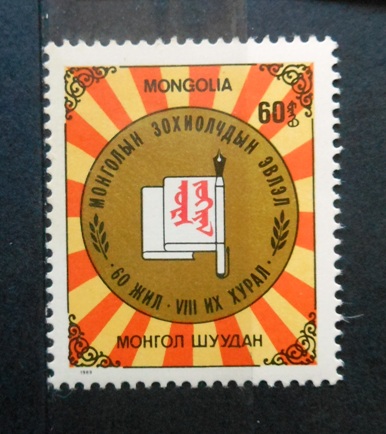 MONGOLIA
60
МОНГОЛЫН ЗОХИОЛЧДЫН ЭВЛЭЛ
· 60 ЖИЛ · VIII ИХ ХУРАЛ ·
МОНГОЛ ШУУДАН